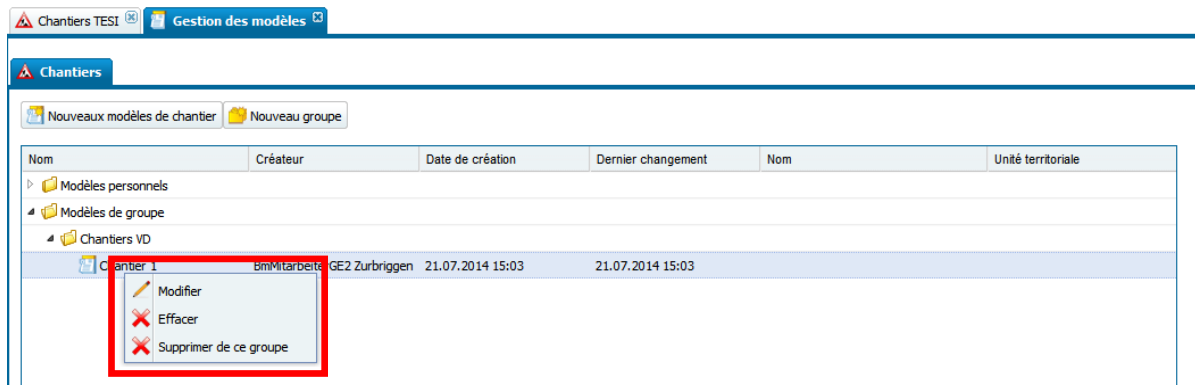 Chantiers TESI Gestion des modèles
Chantiers
Nouveaux modèles de chantier Nouveau groupe
Nom Créateur Date de création Dernier changement Nom Unité territoriale
Modèles personnels
Modèles de groupe
Chantiers VD
Chantier 1 BmMitarbeiterGE2 Zurbriggen 21.07.2014 15:03 21.07.2014 15:03
Modifier
Effacer
Supprimer de ce groupe